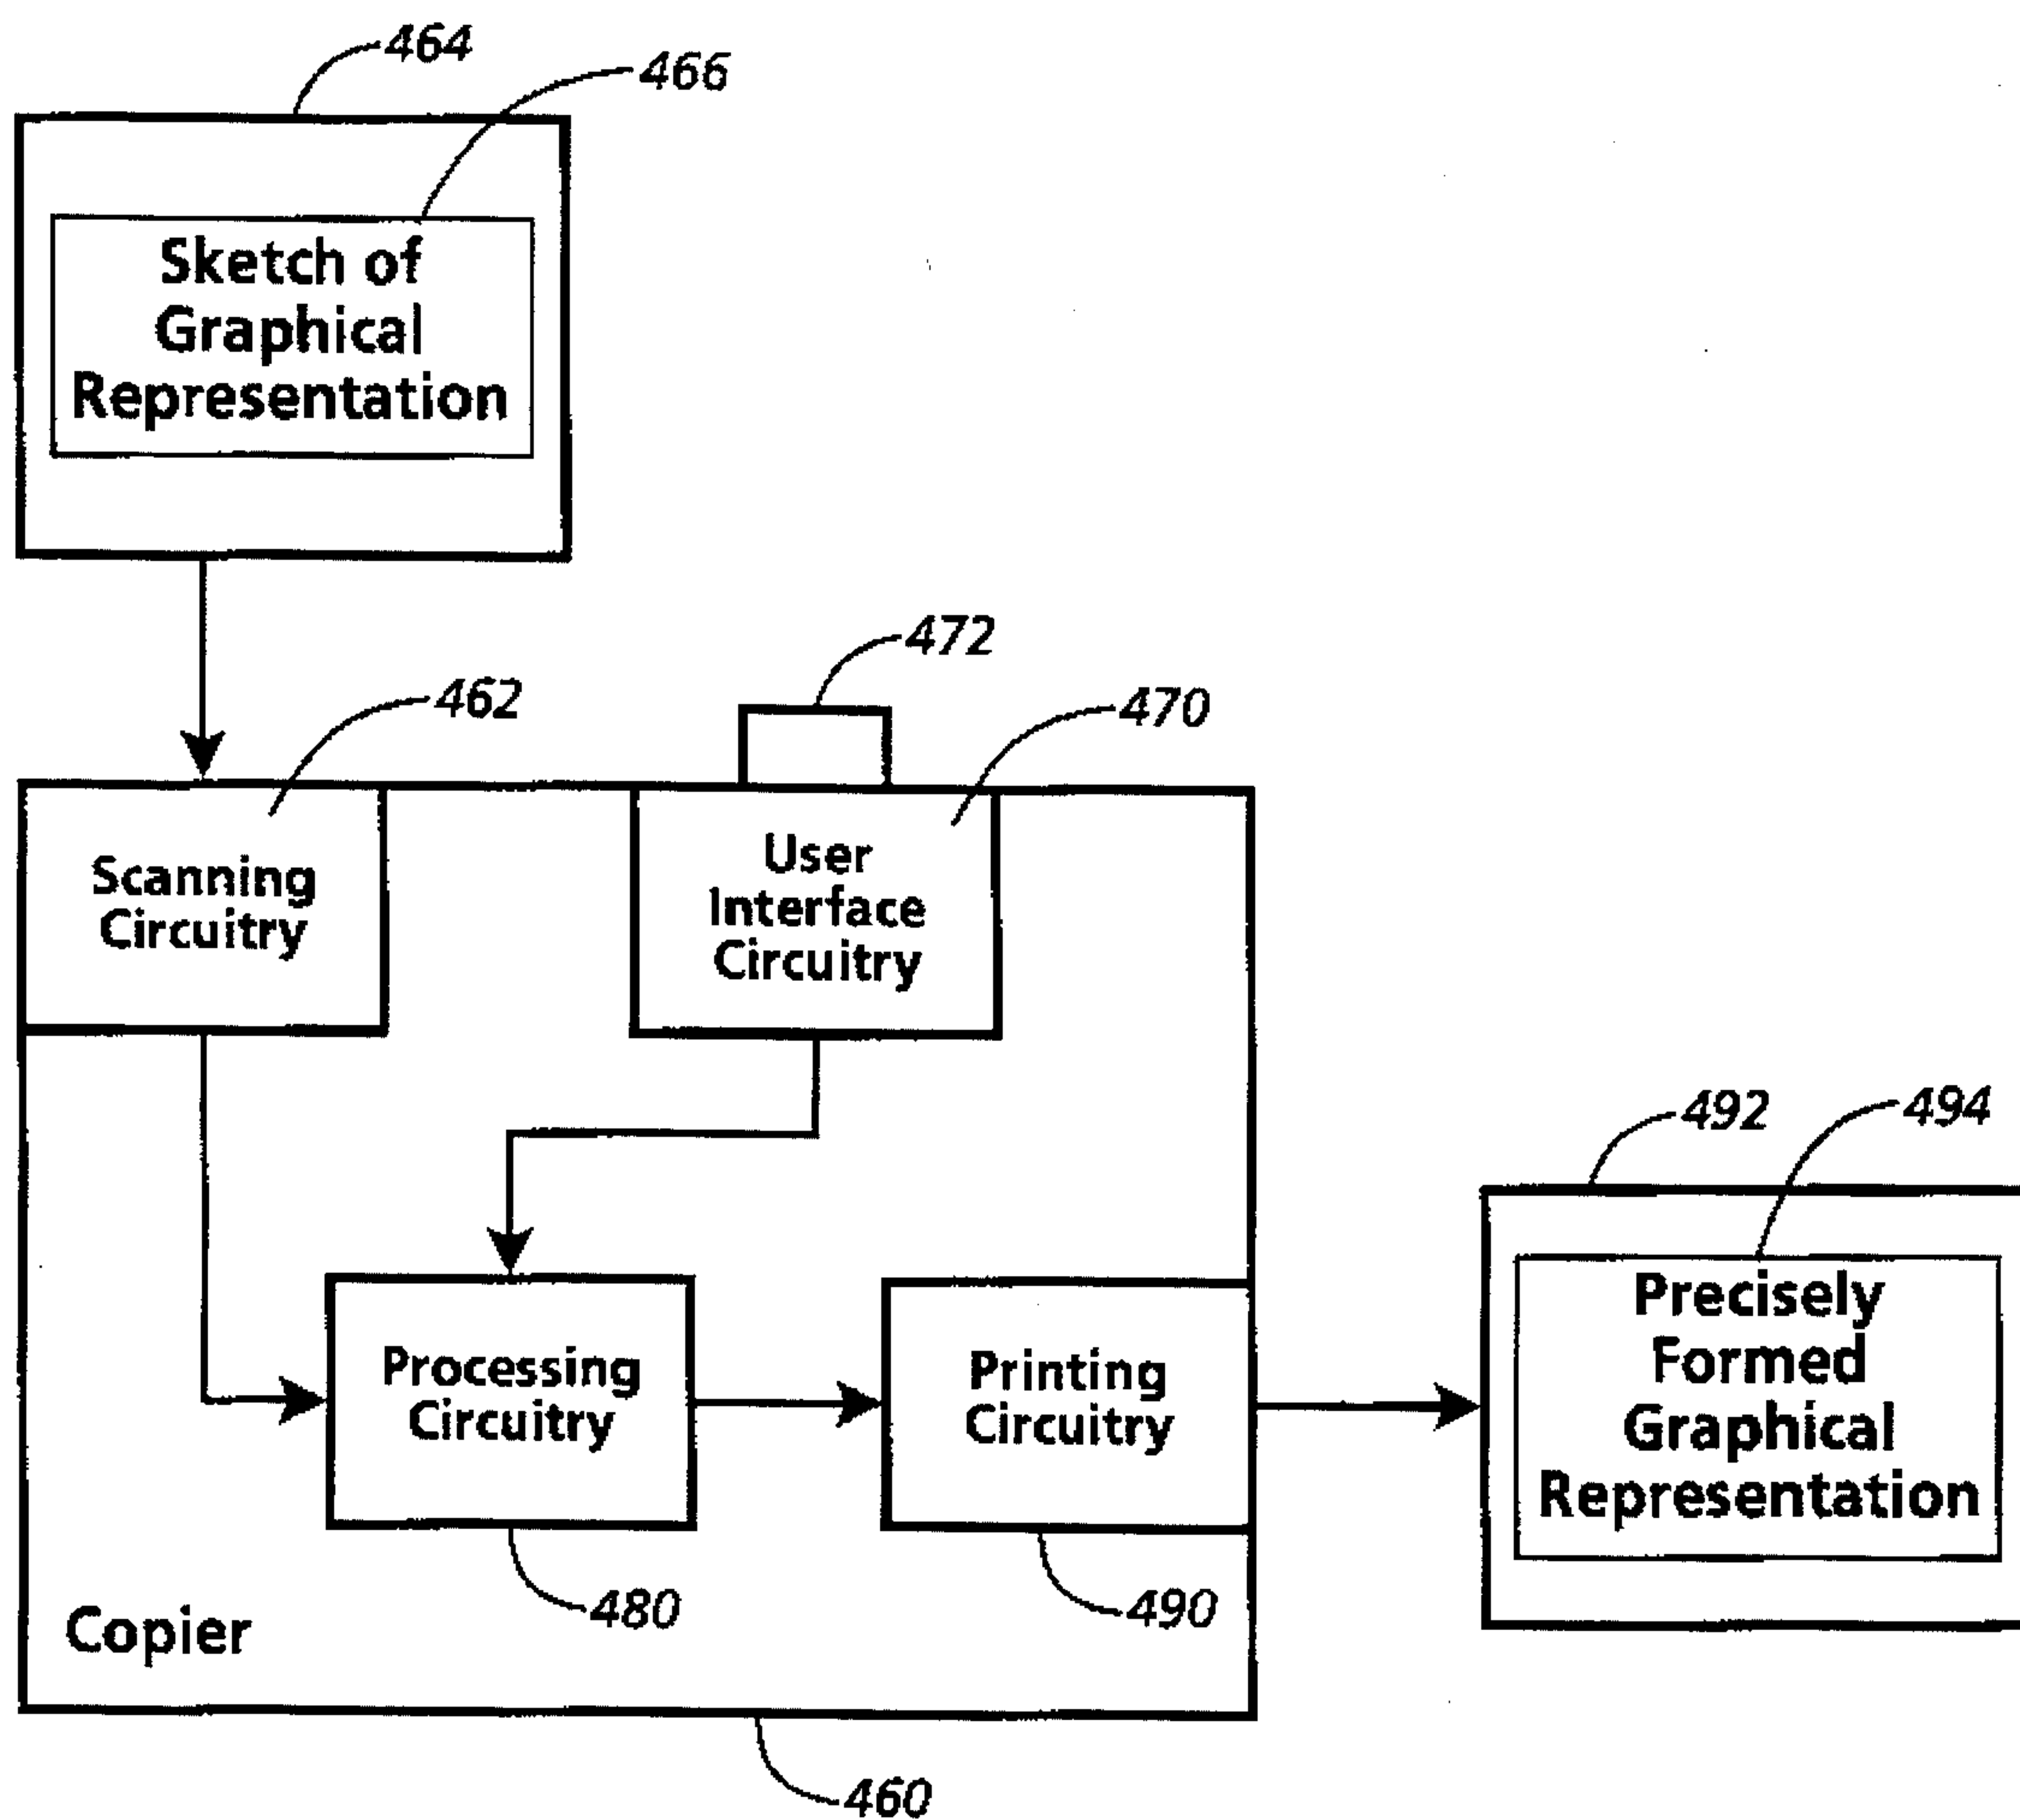 464
466
Sketch of
Graphical
Representation
472
462
470
Scanning
Circuitry
User
Interface
Circuitry
492
494
Precisely
Formed
Graphical
Representation
Processing
Circuitry
Printing
Circuitry
480
490
Copier
460